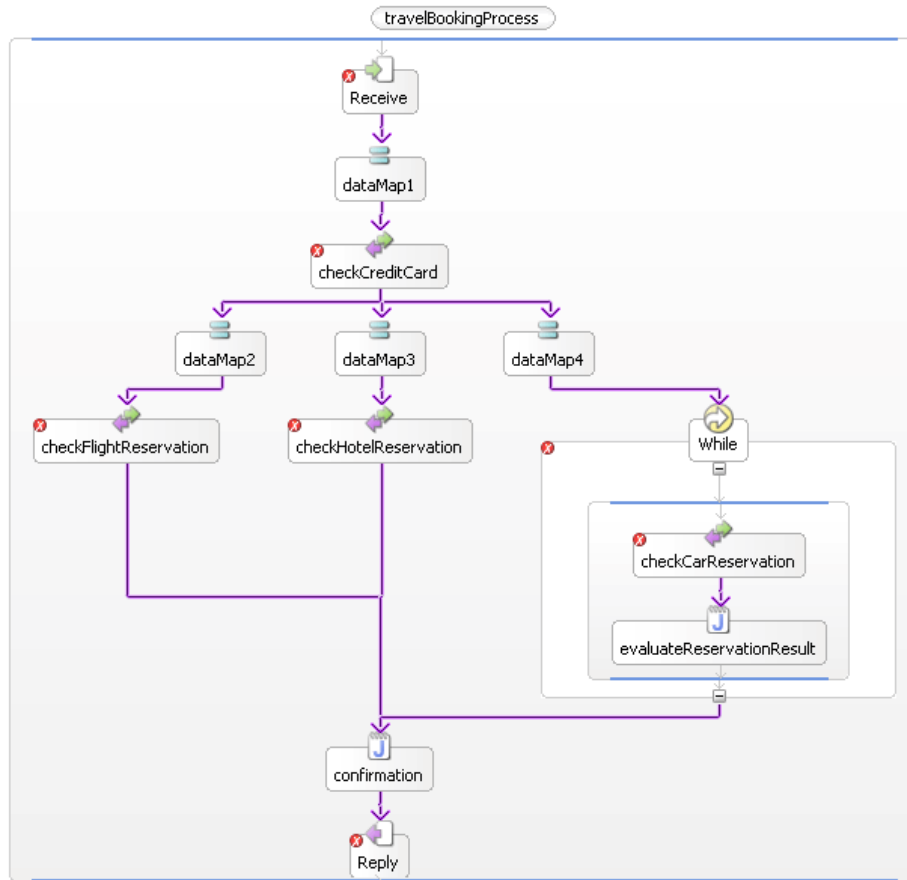 travelBookingProcess
Receive
dataMap1
checkCreditCard
dataMap2
dataMap3
dataMap4
checkFlightReservation
checkHotelReservation
While
checkCarReservation
J
evaluateReservationResult
J
confirmation
Reply